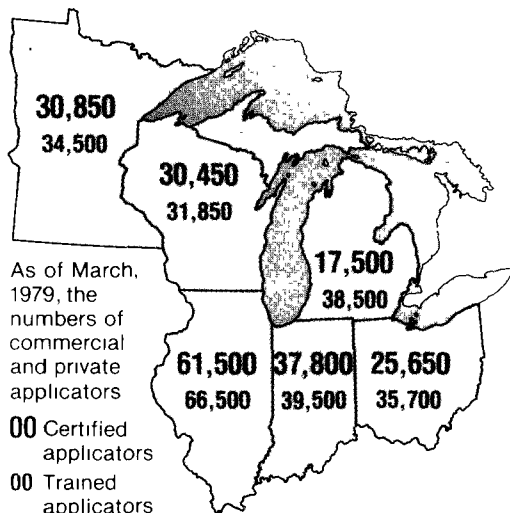 30,850
34,500
30,450
31,850
17,500
38,500
As of March,
1979, the
numbers of
commercial
and private
applicators
00 Certified
applicators
00 Trained
applicators
61,500
66,500
37,800
39,500
25,650
35,700